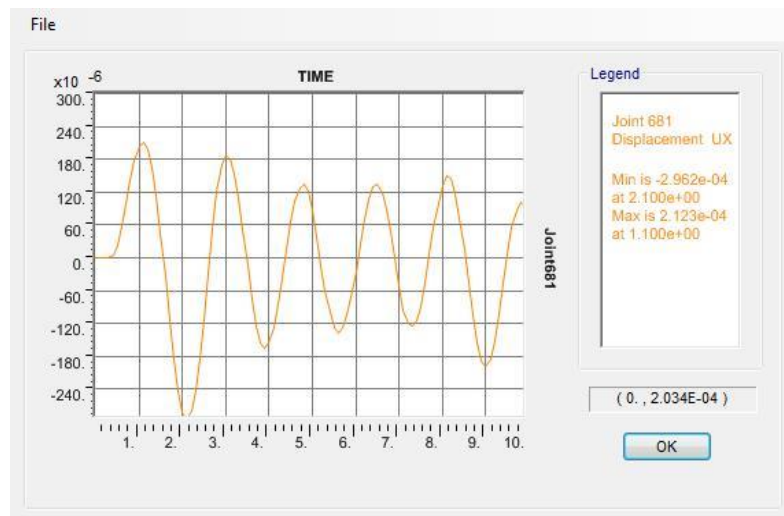 File
x10 -6
TIME
300.
240.
180.
120.
60.
0.
-60.
-120.
-180.
-240.
1. 2. 3. 4. 5. 6. 7. 8. 9. 10.
Joint681
Legend
Joint 681
Displacement UX
Min is -2.962e-04
at 2.100e+00
Max is 2.123e-04
at 1.100e+00
( 0. , 2.034E-04 )
OK